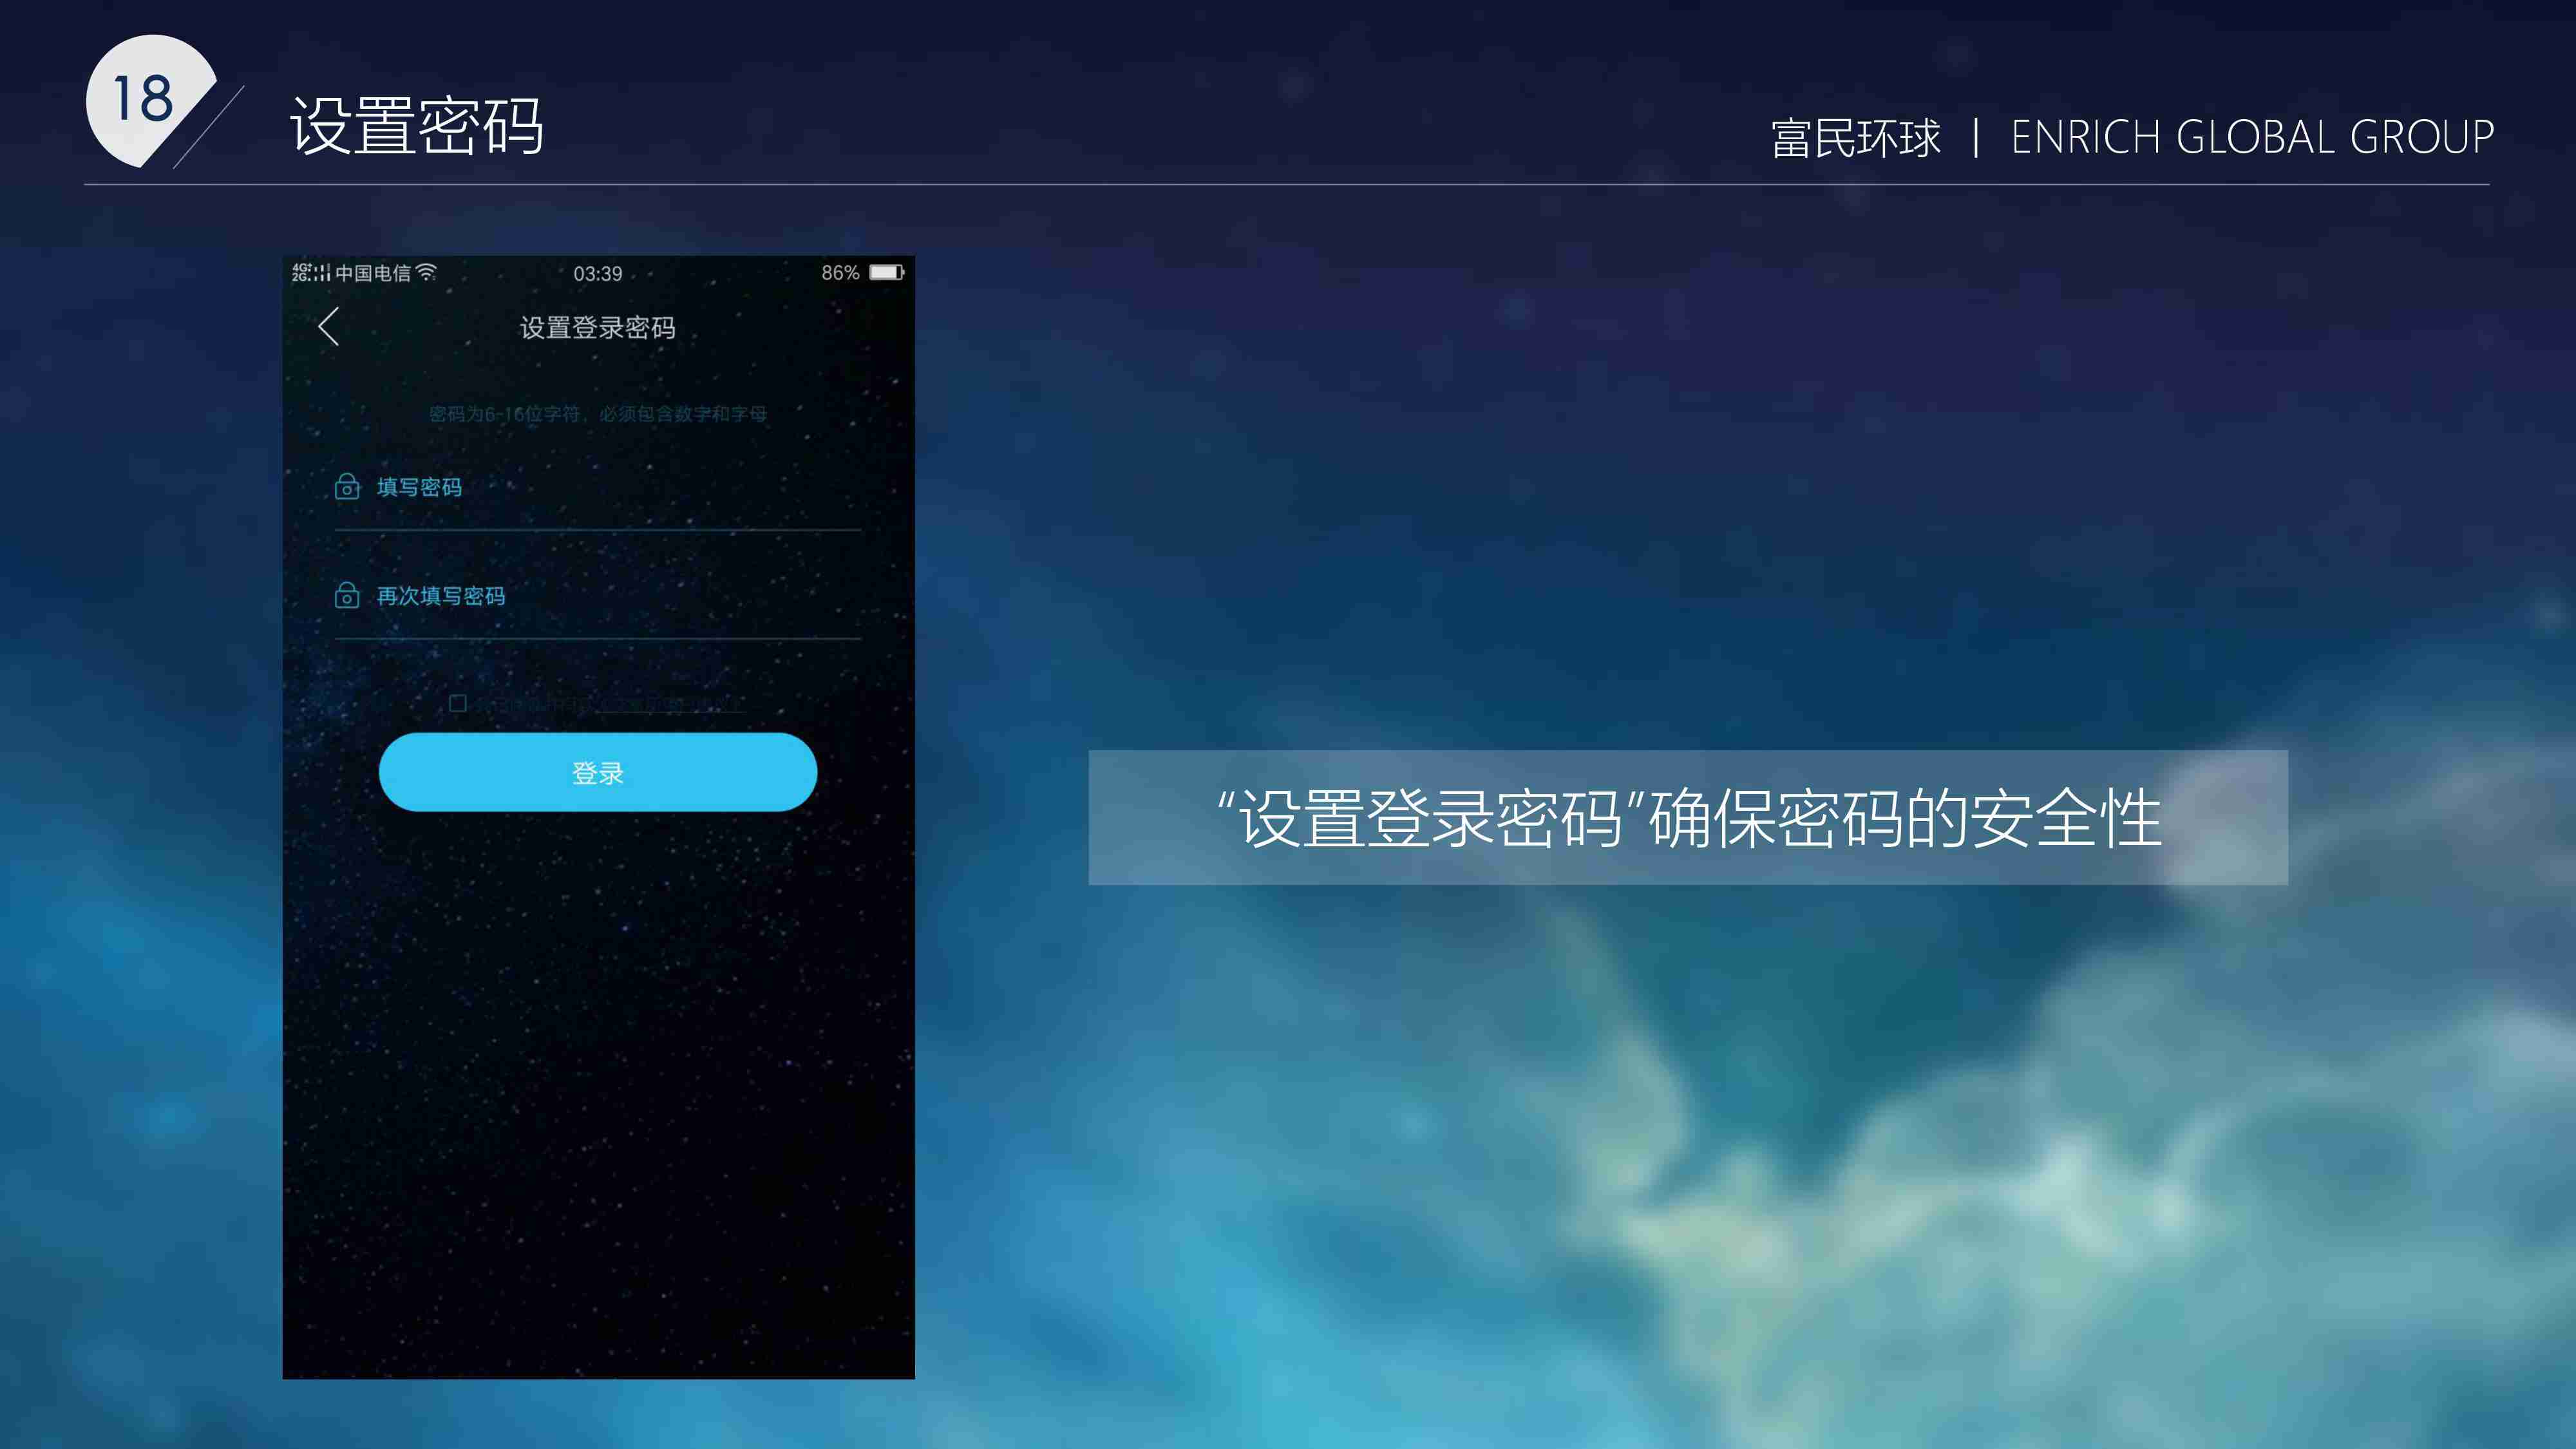 18
设置密码
富民环球 | ENRICH GLOBAL GROUP
4G+ 2G 中国电信 03:39 86%
设置登录密码
密码为6-16位字符，必须包含数字和字母
填写密码
再次填写密码
登录
“设置登录密码”确保密码的安全性